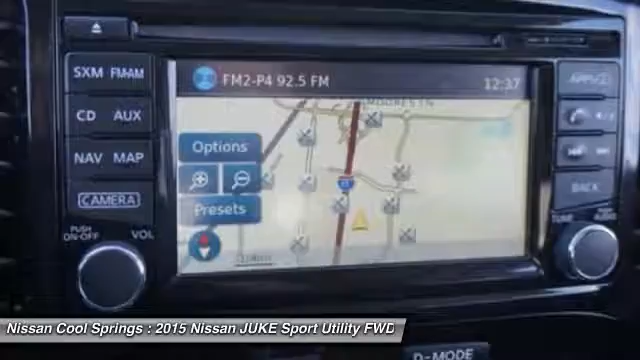 SXM FM·AM
FM2-P4 92.5 FM
12:37
CD AUX
Options
NAV MAP
Presets
CAMERA
BACK
PUSH
ON·OFF
VOL
TUNE
AUDIO
Nissan Cool Springs : 2015 Nissan JUKE Sport Utility FWD
D-MODE